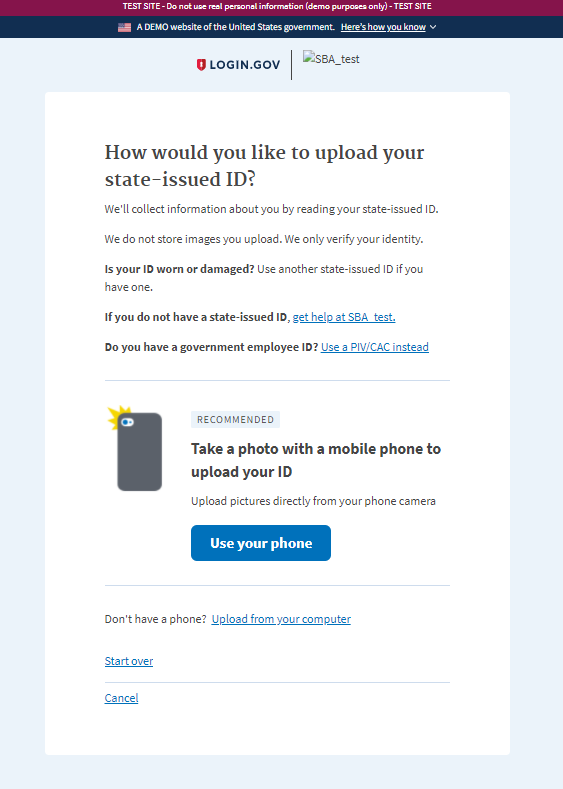 TEST SITE - Do not use real personal information (demo purposes only) - TEST SITE
A DEMO website of the United States government. Here's how you know
LOGIN.GOV
SBA_test
How would you like to upload your
state-issued ID?
We'll collect information about you by reading your state-issued ID.
We do not store images you upload. We only verify your identity.
Is your ID worn or damaged? Use another state-issued ID if you
have one.
If you do not have a state-issued ID, get help at SBA_test.
Do you have a government employee ID? Use a PIV/CAC instead
RECOMMENDED
Take a photo with a mobile phone to
upload your ID
Upload pictures directly from your phone camera
Use your phone
Don't have a phone? Upload from your computer
Start over
Cancel